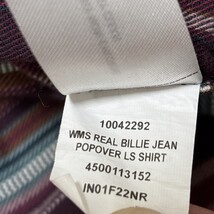 10042292
WMS REAL BILLIE JEAN
POPOVER LS SHIRT
4500113152
IN01F22NR